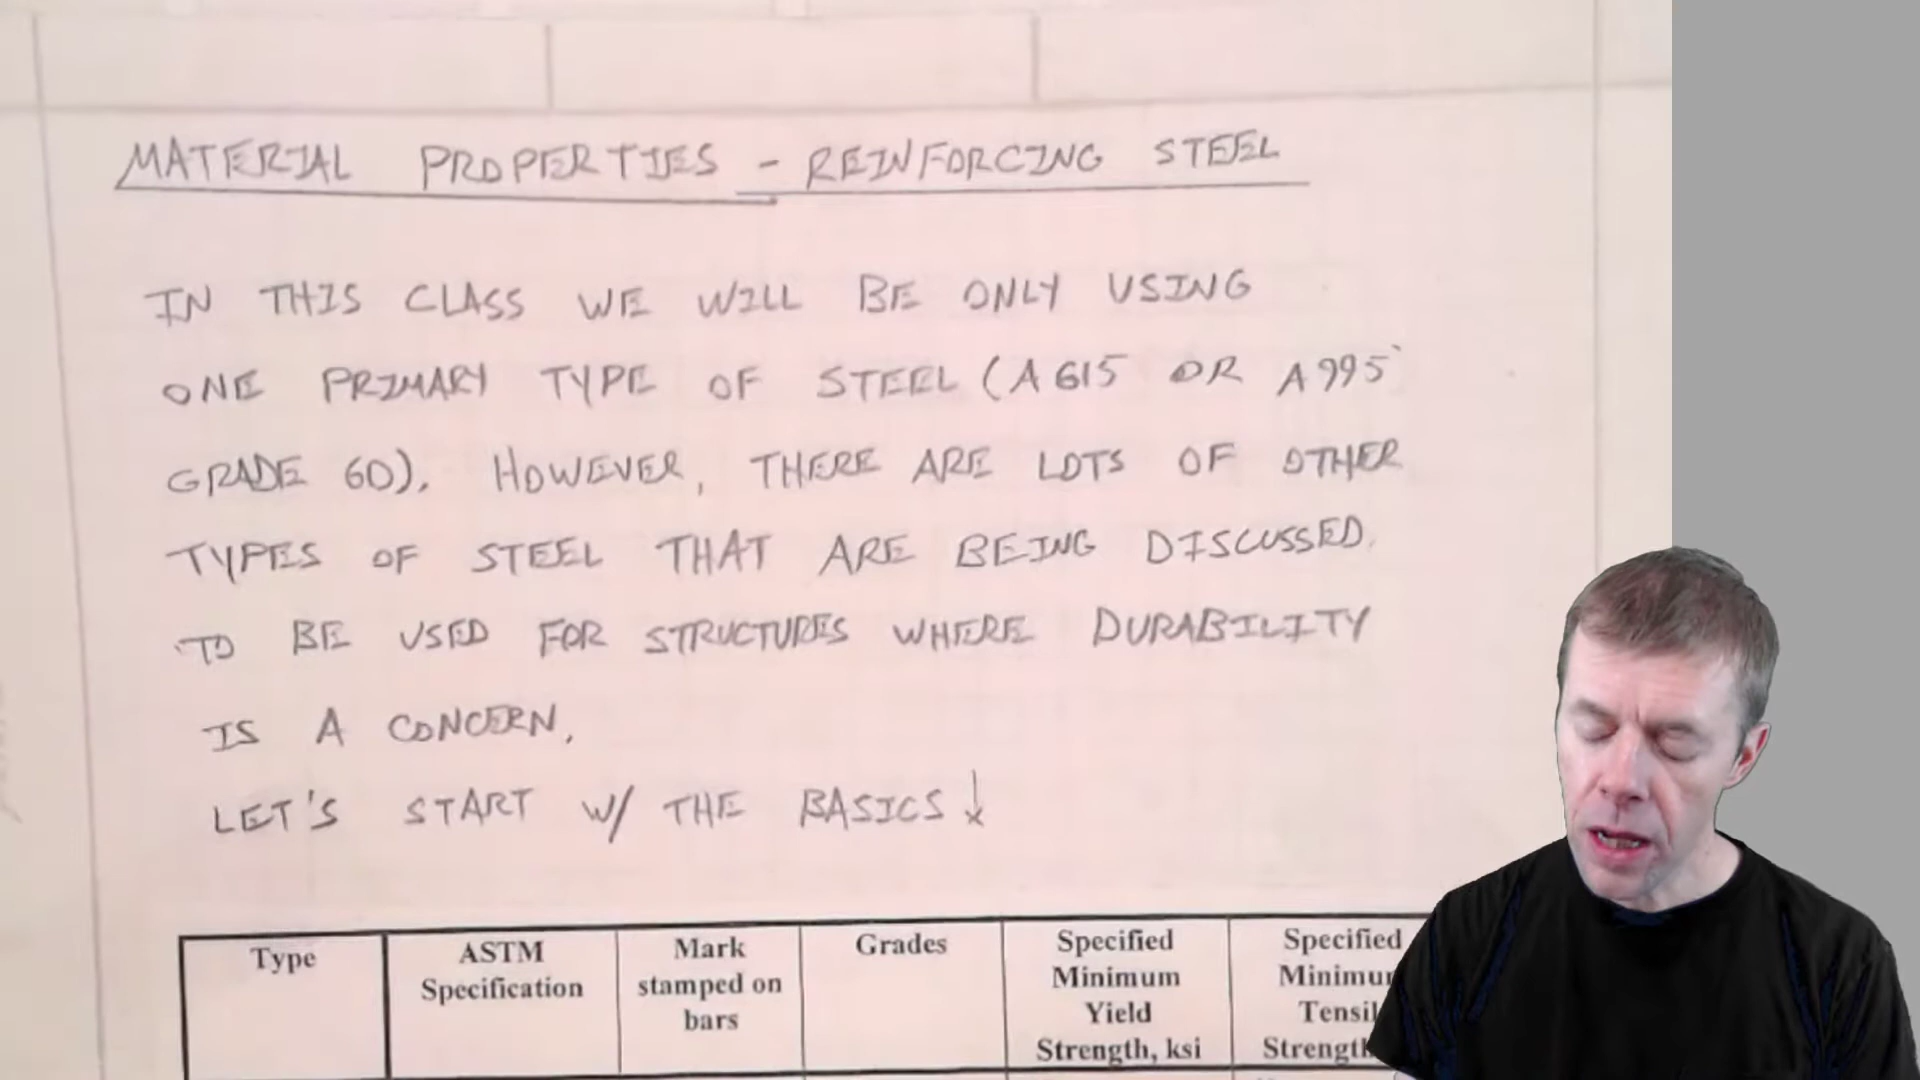 MATERIAL PROPERTIES - REINFORCING STEEL
IN THIS CLASS WE WILL BE ONLY USING
ONE PRIMARY TYPE OF STEEL (A615 OR A995
GRADE 60). HOWEVER, THERE ARE LOTS OF OTHER
TYPES OF STEEL THAT ARE BEING DISCUSSED.
TO BE USED FOR STRUCTURES WHERE DURABILITY
IS A CONCERN.
LET'S START W/ THE BASICS ↓
Type
ASTM
Specification
Mark
stamped on
bars
Grades
Specified
Minimum
Yield
Strength, ksi
Specified